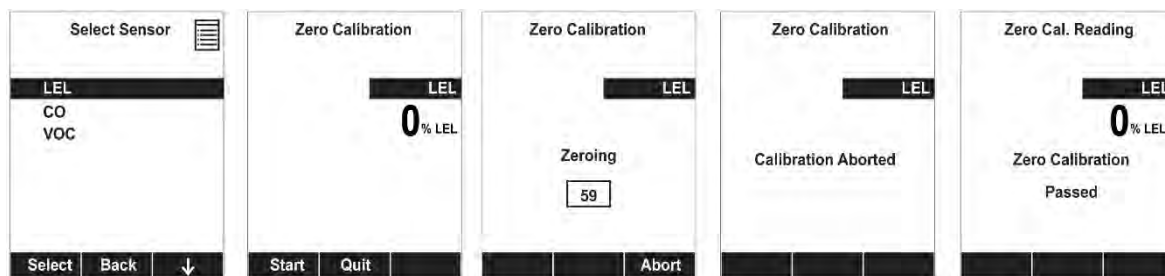 Select Sensor
LEL
CO
VOC
Select Back ↓
Zero Calibration
LEL
0 % LEL
Start Quit
Zero Calibration
LEL
Zeroing
59
Abort
Zero Calibration
LEL
Calibration Aborted
Zero Cal. Reading
LEL
0 % LEL
Zero Calibration
Passed